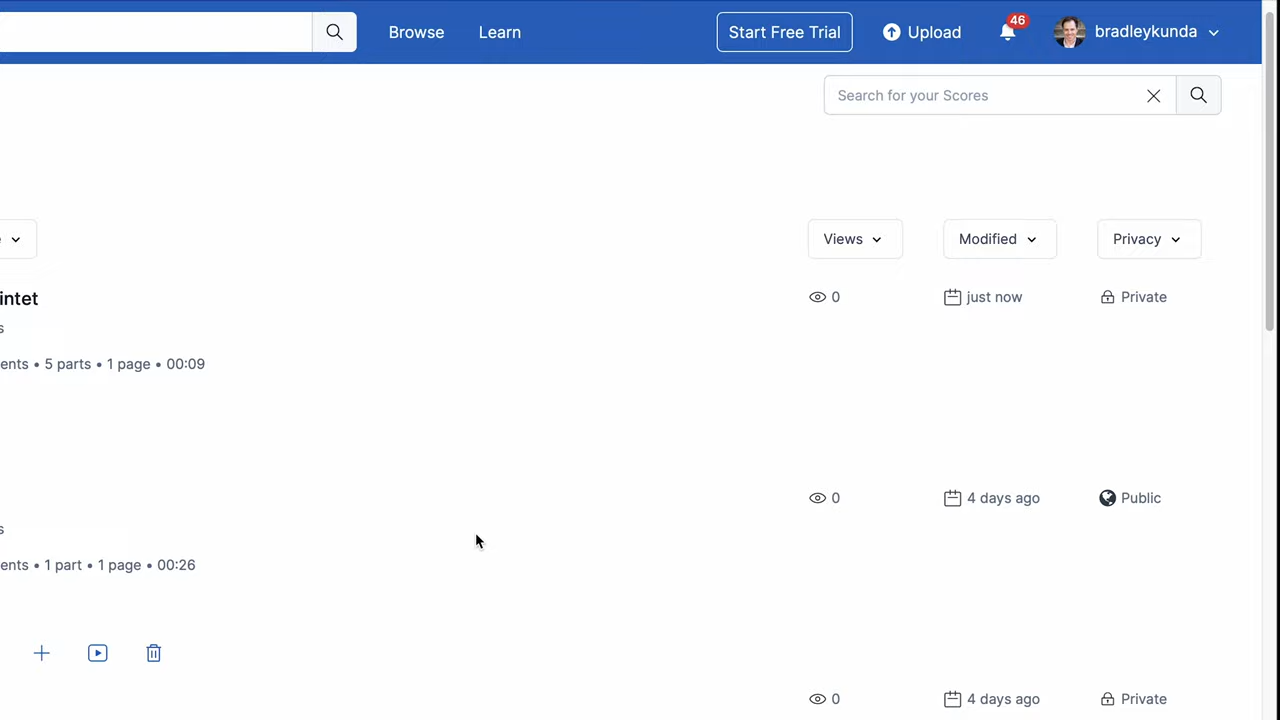 Browse Learn Start Free Trial Upload 46 bradleykunda
Search for your Scores
Views Modified Privacy
intet 0 just now Private
s
ents • 5 parts • 1 page • 00:09
0 4 days ago Public
s
ents • 1 part • 1 page • 00:26
0 4 days ago Private